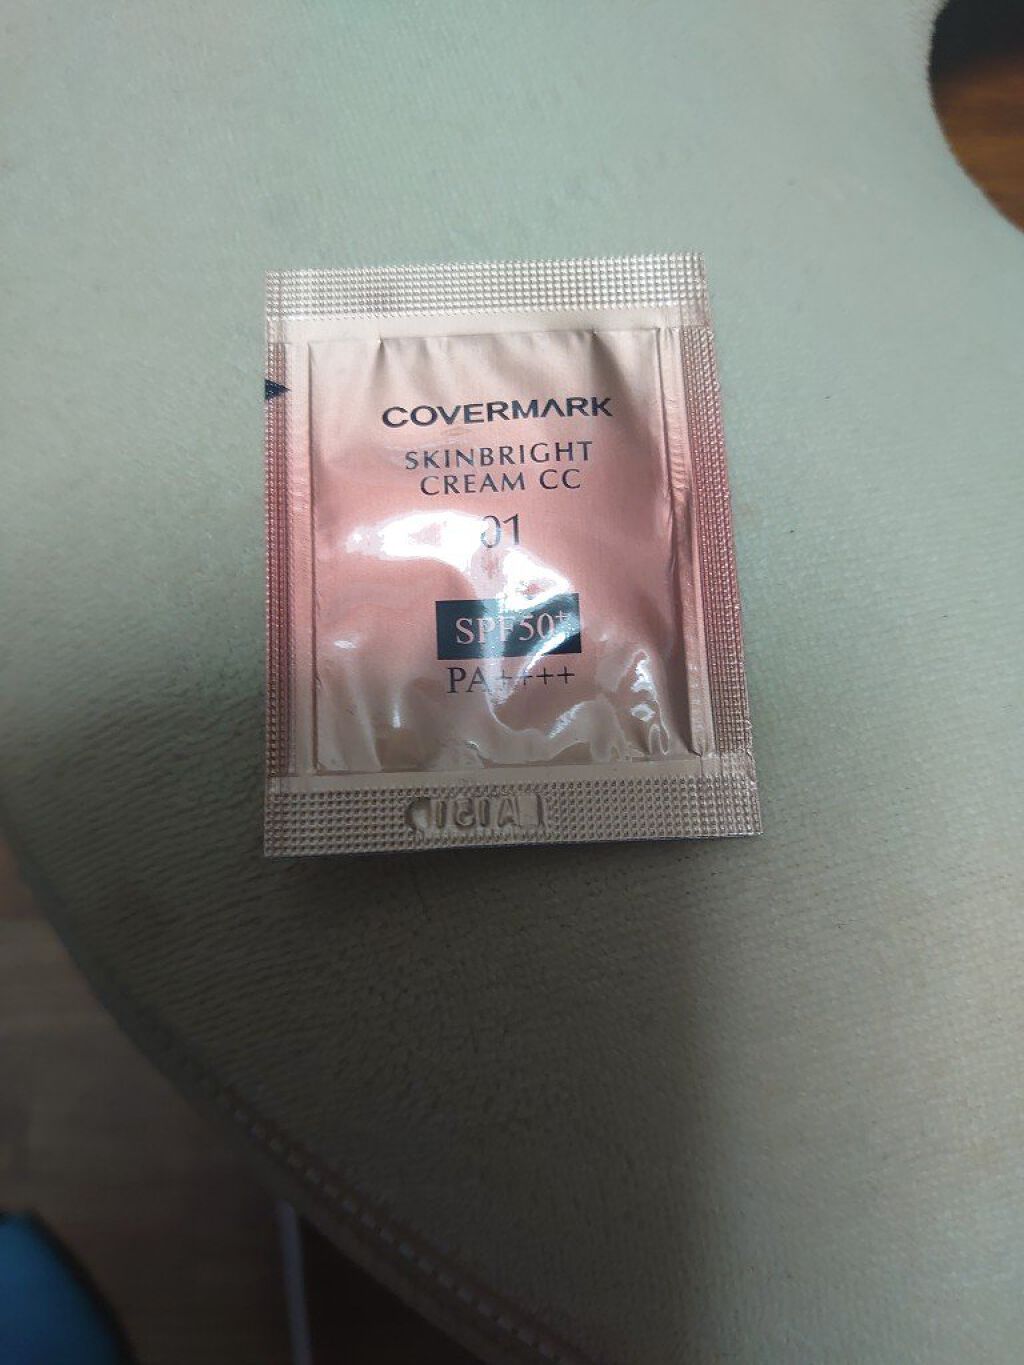 COVERMARK
SKINBRIGHT
CREAM CC
01
SPF50+
PA++++